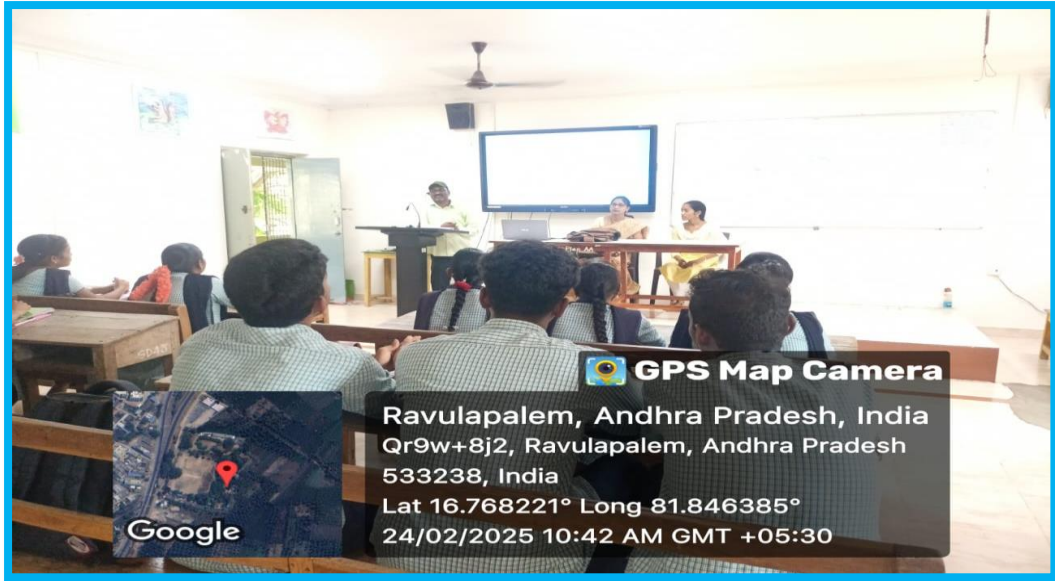 GPS Map Camera
Ravulapalem, Andhra Pradesh, India
Qr9w+8j2, Ravulapalem, Andhra Pradesh
533238, India
Lat 16.768221° Long 81.846385°
24/02/2025 10:42 AM GMT +05:30
Google